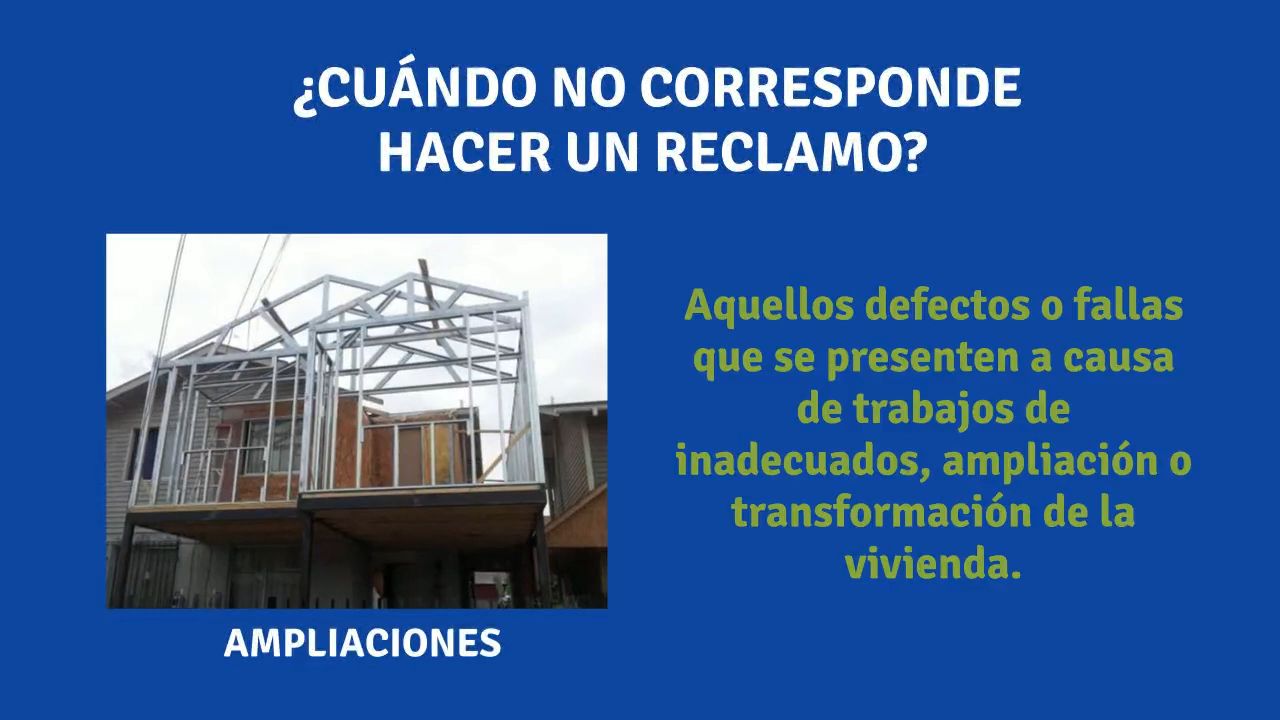 ¿CUÁNDO NO CORRESPONDE
HACER UN RECLAMO?
Aquellos defectos o fallas
que se presenten a causa
de trabajos de
inadecuados, ampliación o
transformación de la
vivienda.
AMPLIACIONES